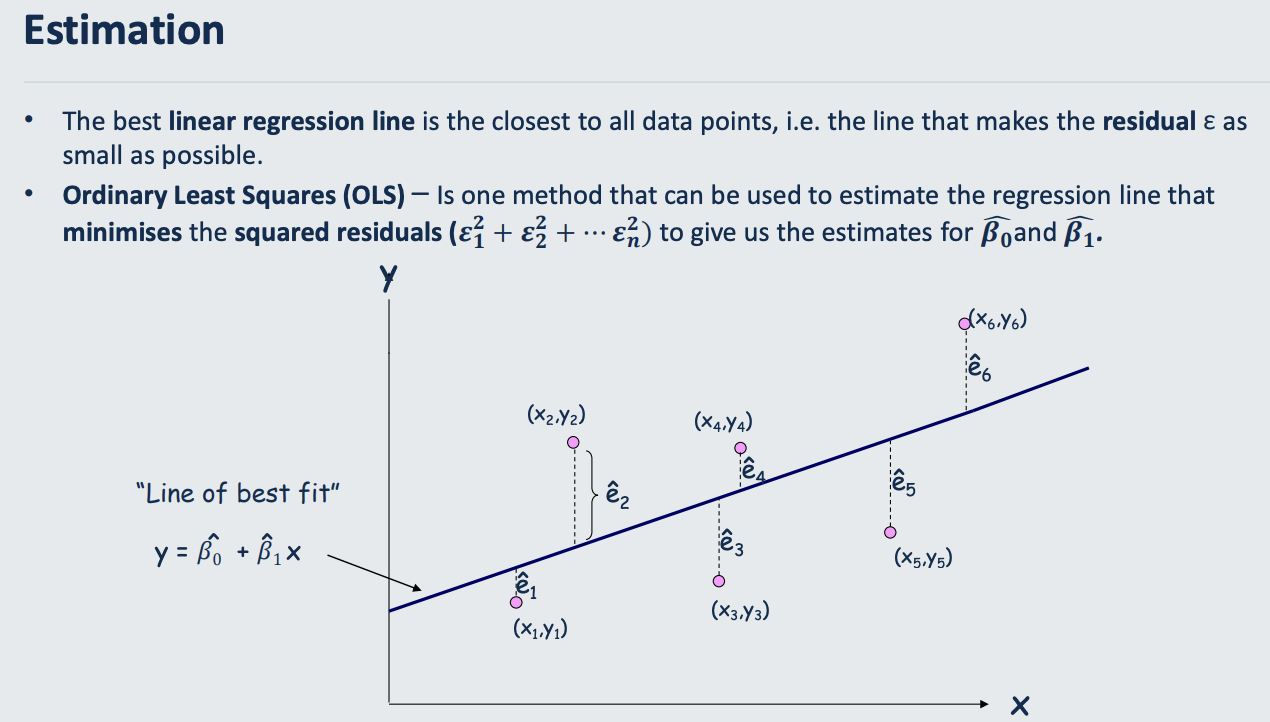 Estimation
• The best linear regression line is the closest to all data points, i.e. the line that makes the residual ε as
small as possible.
• Ordinary Least Squares (OLS) – Is one method that can be used to estimate the regression line that
minimises the squared residuals (ε₁² + ε₂² + ⋯ εₙ²) to give us the estimates for β̂₀ and β̂₁.
Y
(x₆,y₆)
ê₆
(x₂,y₂)
(x₄,y₄)
ê₄
"Line of best fit"
ê₂
ê₅
y = β̂₀ + β̂₁x
ê₃
(x₅,y₅)
ê₁
(x₃,y₃)
(x₁,y₁)
X